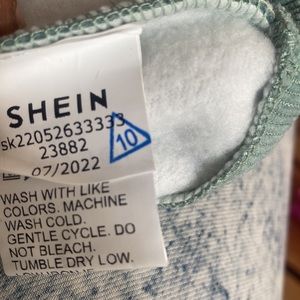 SHEIN
sk22052633333
23882
10
07/2022
WASH WITH LIKE
COLORS. MACHINE
WASH COLD.
GENTLE CYCLE. DO
NOT BLEACH.
TUMBLE DRY LOW.